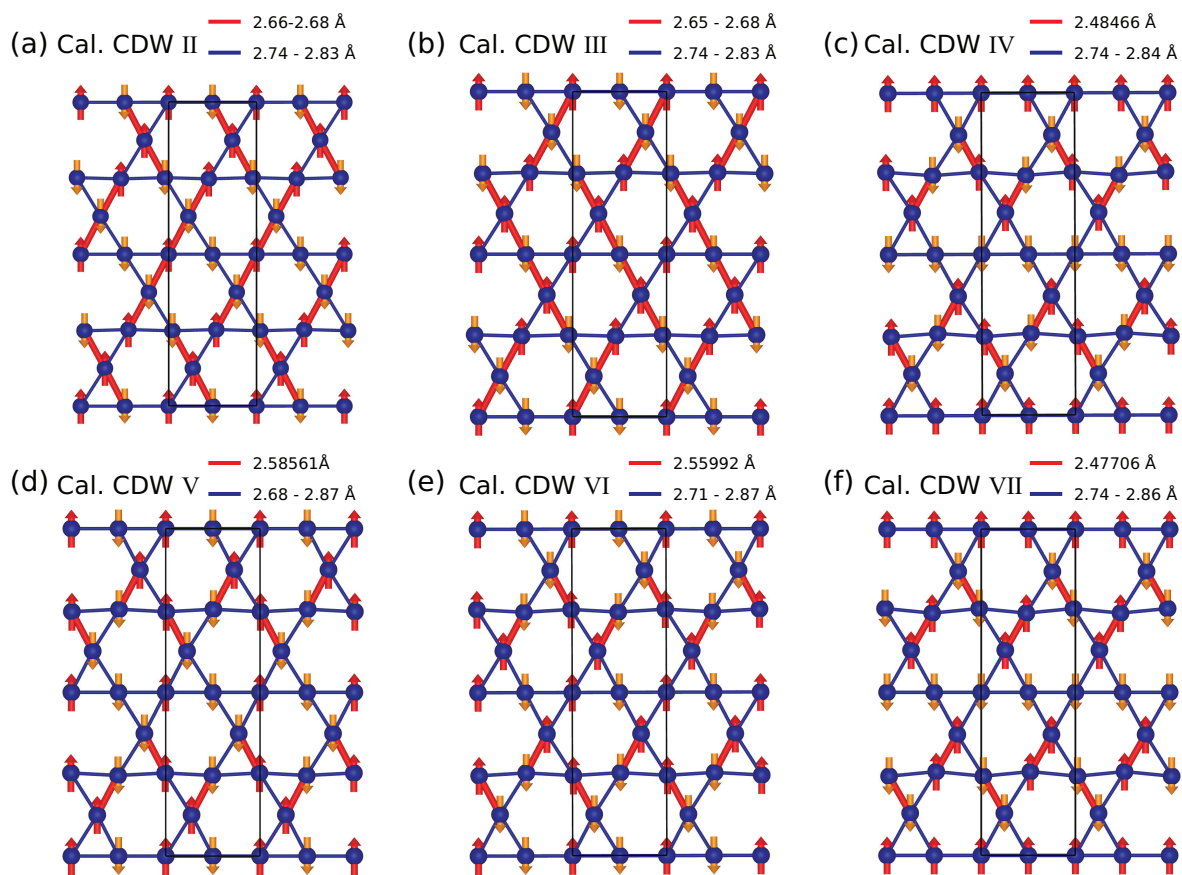 (a) Cal. CDW II
2.66-2.68 Å
2.74 - 2.83 Å
(b) Cal. CDW III
2.65 - 2.68 Å
2.74 - 2.83 Å
(c) Cal. CDW IV
2.48466 Å
2.74 - 2.84 Å
(d) Cal. CDW V
2.58561Å
2.68 - 2.87 Å
(e) Cal. CDW VI
2.55992 Å
2.71 - 2.87 Å
(f) Cal. CDW VII
2.47706 Å
2.74 - 2.86 Å